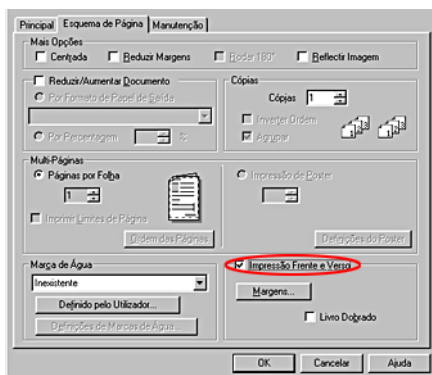 Principal Esquema de Página Manutenção
Mais Opções
Centrada Reduzir Margens Rodar 180° Reflectir Imagem
Reduzir/Aumentar Documento
Por Formato de Papel de Saída
Por Percentagem %
Cópias
Cópias 1
Inverter Ordem
Agrupar
Multi-Páginas
Páginas por Folha
1
Imprimir Limites de Página
Ordem das Páginas
Impressão de Poster
Definições do Poster
Marca de Água
Inexistente
Definido pelo Utilizador...
Definições de Marcas de Água...
Impressão Frente e Verso
Margens...
Livro Dobrado
OK Cancelar Ajuda